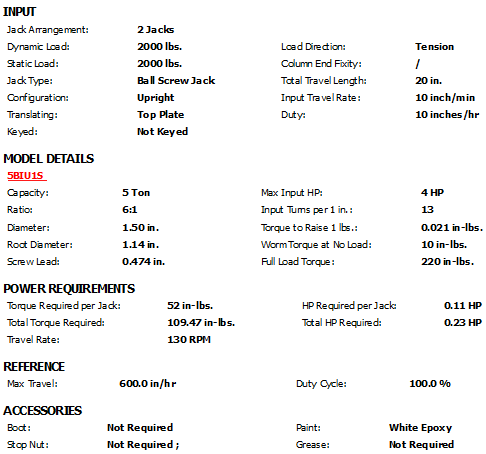 INPUT
Jack Arrangement: 2 Jacks
Dynamic Load: 2000 lbs. Load Direction: Tension
Static Load: 2000 lbs. Column End Fixity: /
Jack Type: Ball Screw Jack Total Travel Length: 20 in.
Configuration: Upright Input Travel Rate: 10 inch/min
Translating: Top Plate Duty: 10 inches/hr
Keyed: Not Keyed
MODEL DETAILS
5BIU1S
Capacity: 5 Ton Max Input HP: 4 HP
Ratio: 6:1 Input Turns per 1 in.: 13
Diameter: 1.50 in. Torque to Raise 1 lbs.: 0.021 in-lbs.
Root Diameter: 1.14 in. Worm Torque at No Load: 10 in-lbs.
Screw Lead: 0.474 in. Full Load Torque: 220 in-lbs.
POWER REQUIREMENTS
Torque Required per Jack: 52 in-lbs. HP Required per Jack: 0.11 HP
Total Torque Required: 109.47 in-lbs. Total HP Required: 0.23 HP
Travel Rate: 130 RPM
REFERENCE
Max Travel: 600.0 in/hr Duty Cycle: 100.0 %
ACCESSORIES
Boot: Not Required Paint: White Epoxy
Stop Nut: Not Required ; Grease: Not Required